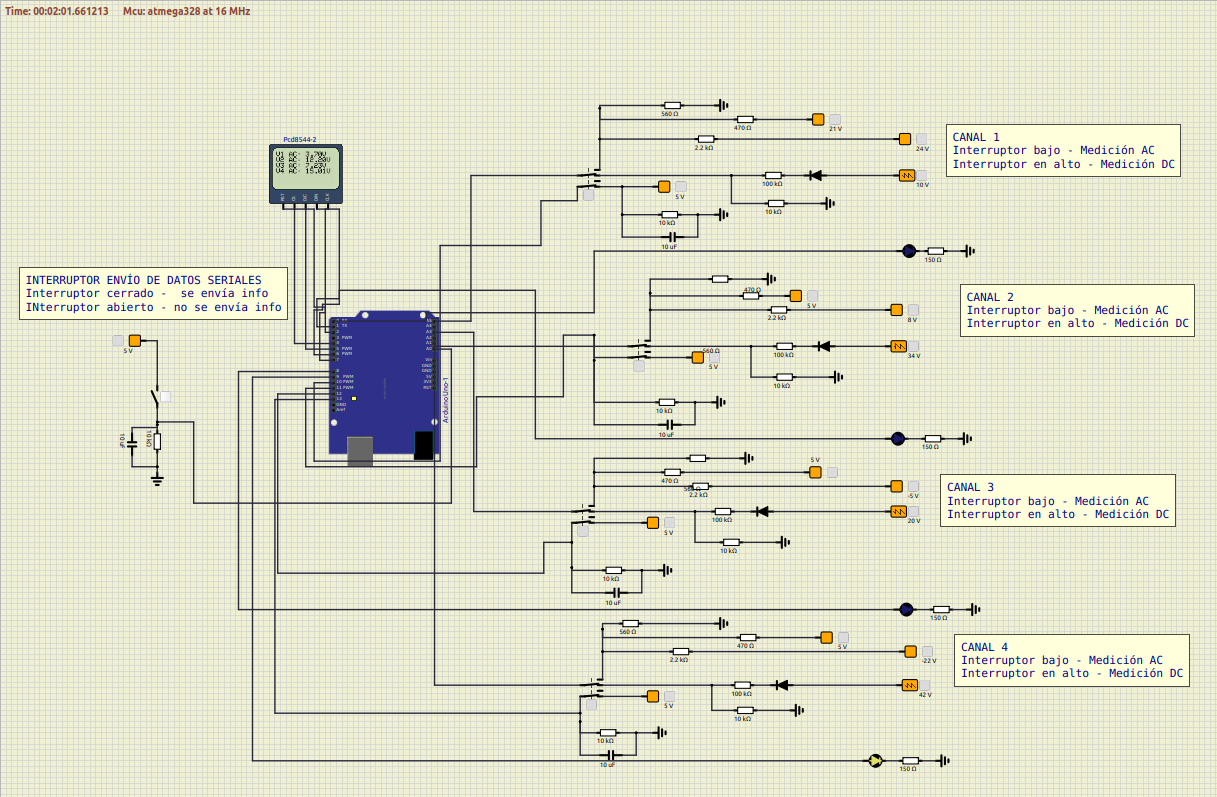 Time: 00:02:01.661213 Mcu: atmega328 at 16 MHz
Pcd8544-2
V1 AC: 3.70V
V2 AC: 12.20V
V3 AC: 7.23V
V4 AC: 15.01V
INTERRUPTOR ENVÍO DE DATOS SERIALES
Interruptor cerrado - se envía info
INterruptor abierto - no se envía info
5 V
10 uF
10 kΩ
ArduinoUno-1
560 Ω
470 Ω
21 V
2.2 kΩ
24 V
100 kΩ
10 V
5 V
10 kΩ
10 kΩ
10 uF
150 Ω
CANAL 1
Interruptor bajo - Medición AC
Interruptor en alto - Medición DC
470 Ω
5 V
2.2 kΩ
8 V
560 Ω
100 kΩ
34 V
5 V
10 kΩ
10 kΩ
10 uF
150 Ω
CANAL 2
Interruptor bajo - Medición AC
Interruptor en alto - Medición DC
5 V
470 Ω
560 Ω
2.2 kΩ
-5 V
100 kΩ
20 V
5 V
10 kΩ
10 kΩ
10 uF
150 Ω
CANAL 3
Interruptor bajo - Medición AC
Interruptor en alto - Medición DC
560 Ω
470 Ω
5 V
2.2 kΩ
-22 V
100 kΩ
42 V
5 V
10 kΩ
10 kΩ
10 uF
150 Ω
CANAL 4
Interruptor bajo - Medición AC
Interruptor en alto - Medición DC